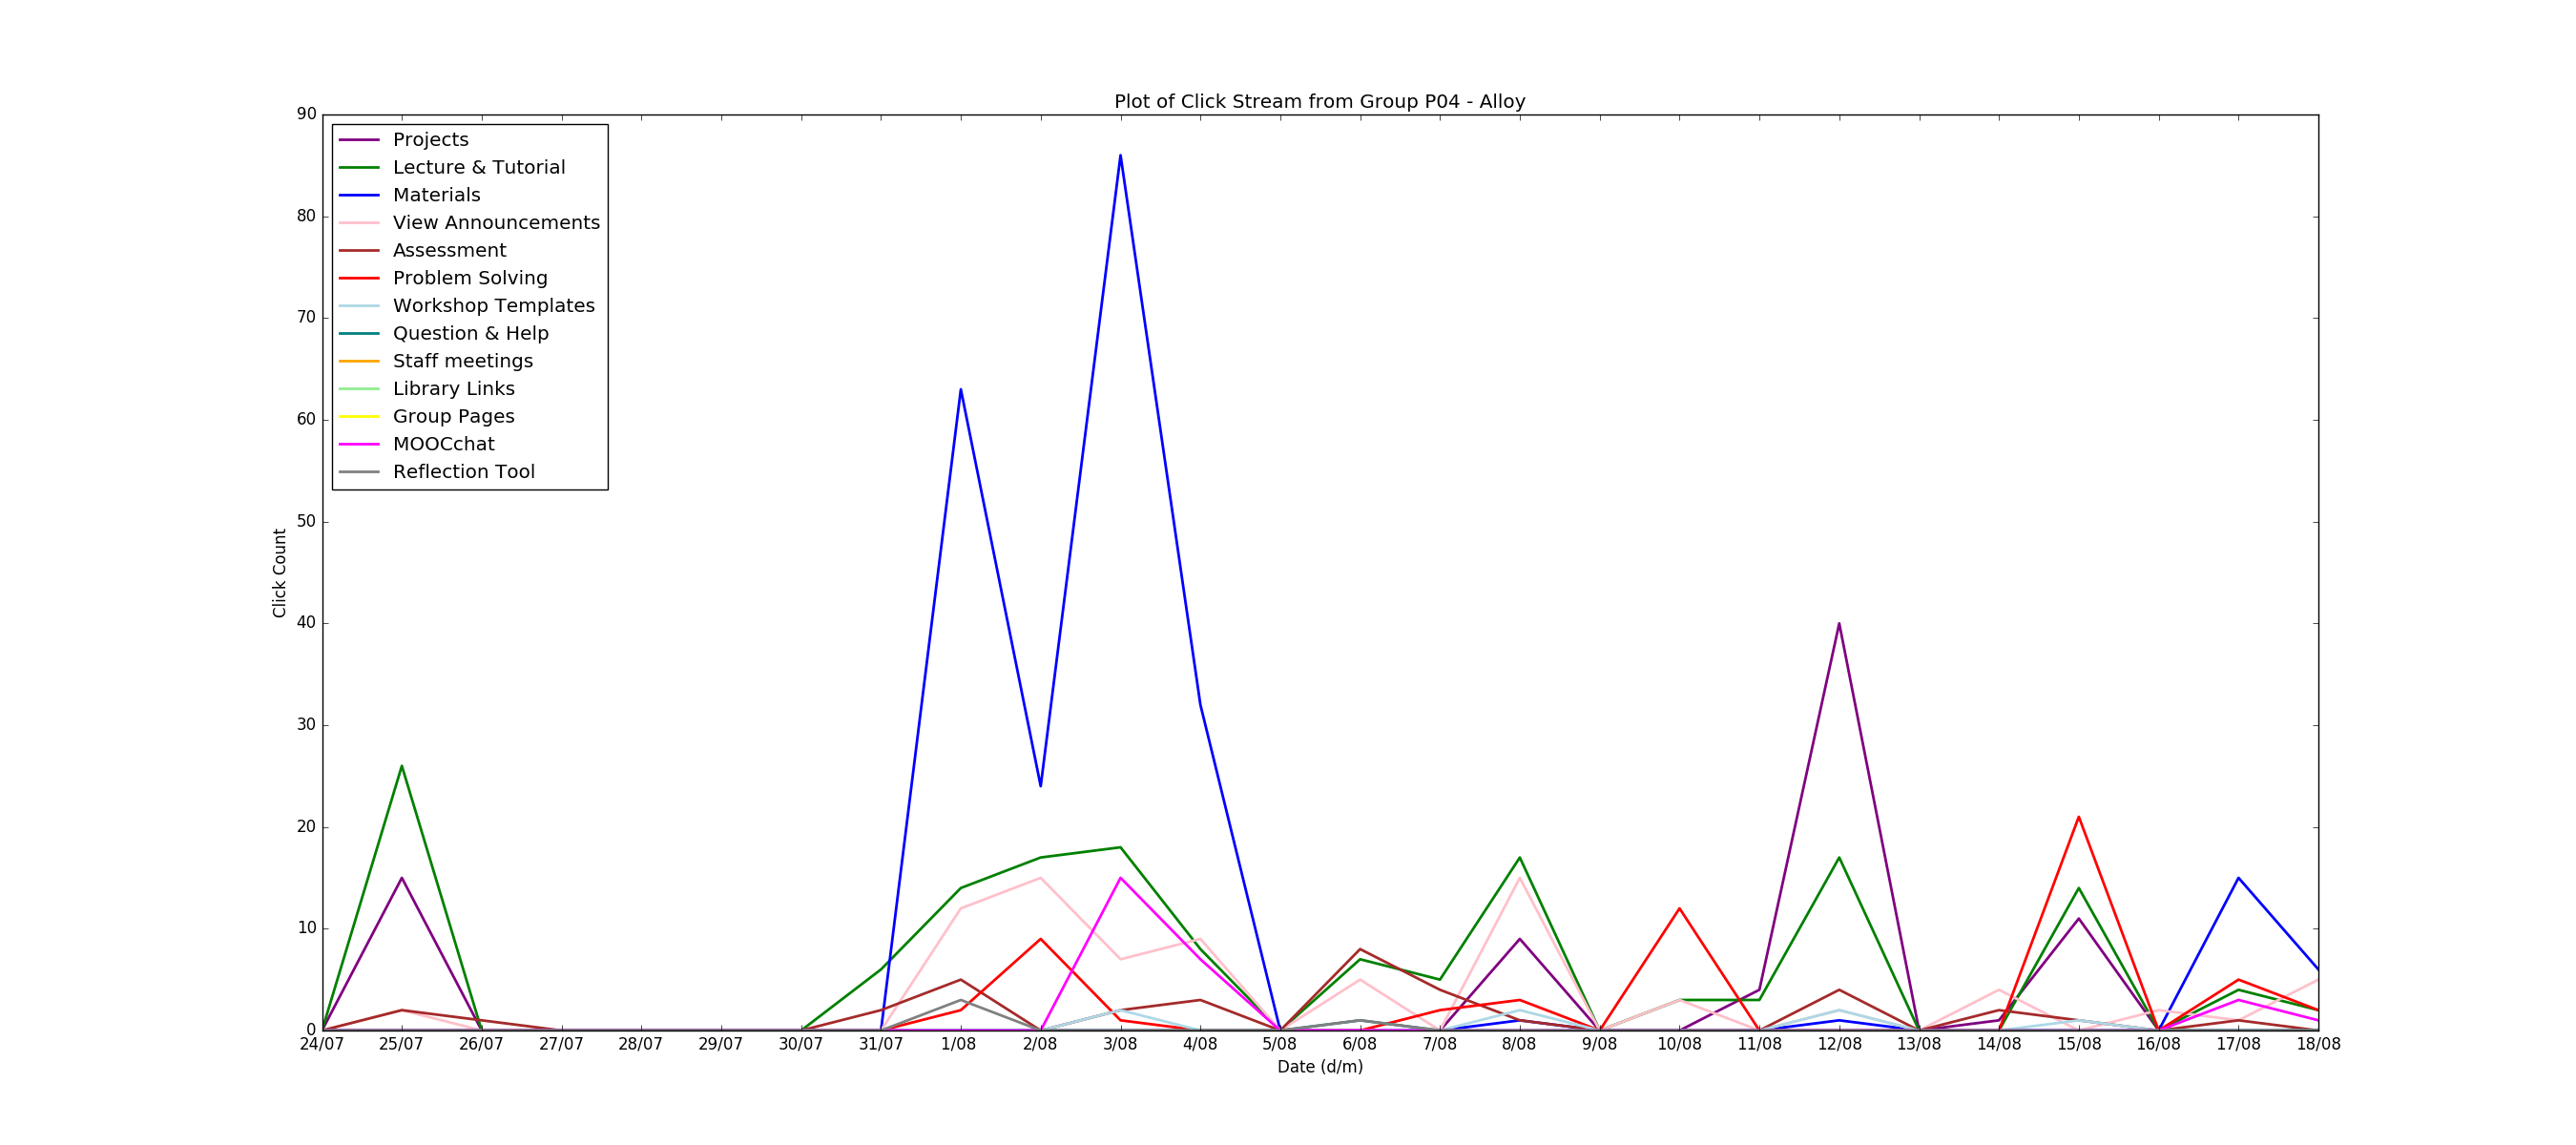 Plot of Click Stream from Group P04 - Alloy
90
80
70
60
50
40
30
20
10
0
Click Count
Projects
Lecture & Tutorial
Materials
View Announcements
Assessment
Problem Solving
Workshop Templates
Question & Help
Staff meetings
Library Links
Group Pages
MOOCchat
Reflection Tool
24/07 25/07 26/07 27/07 28/07 29/07 30/07 31/07 1/08 2/08 3/08 4/08 5/08 6/08 7/08 8/08 9/08 10/08 11/08 12/08 13/08 14/08 15/08 16/08 17/08 18/08
Date (d/m)